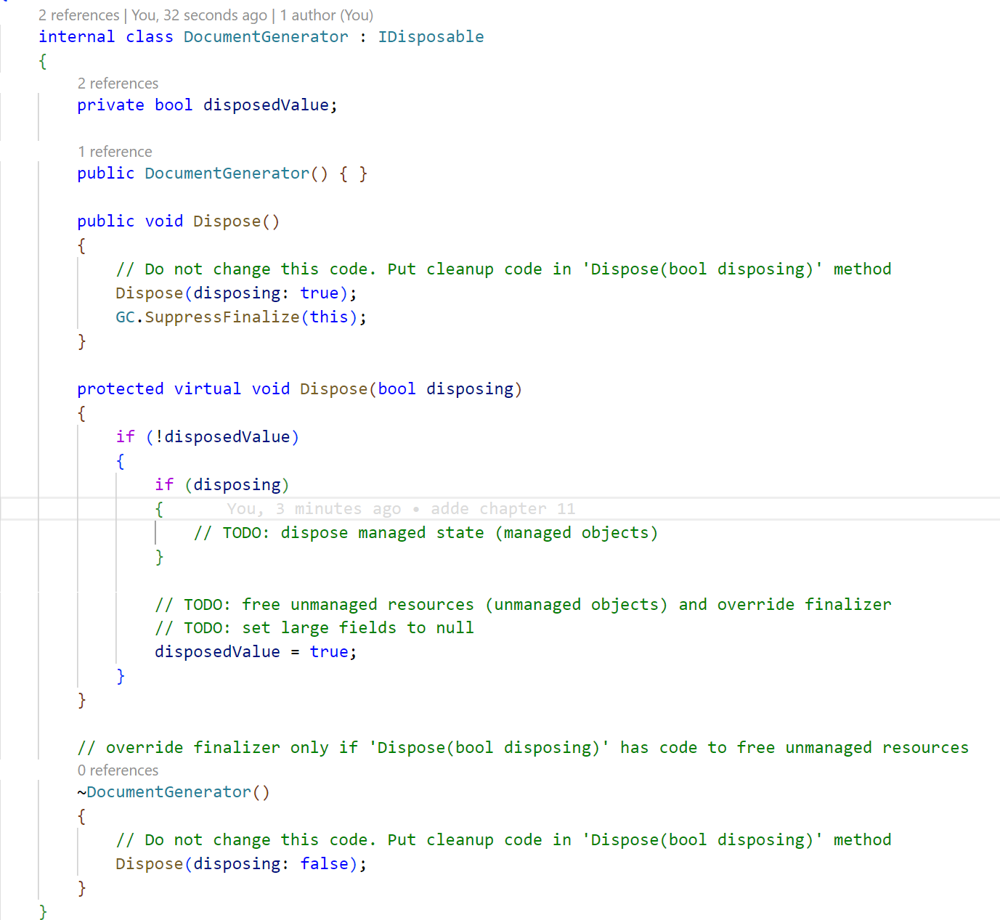 2 references | You, 32 seconds ago | 1 author (You)
internal class DocumentGenerator : IDisposable
{
2 references
private bool disposedValue;
1 reference
public DocumentGenerator() { }
public void Dispose()
{
// Do not change this code. Put cleanup code in 'Dispose(bool disposing)' method
Dispose(disposing: true);
GC.SuppressFinalize(this);
}
protected virtual void Dispose(bool disposing)
{
if (!disposedValue)
{
if (disposing)
{ You, 3 minutes ago • adde chapter 11
// TODO: dispose managed state (managed objects)
}
// TODO: free unmanaged resources (unmanaged objects) and override finalizer
// TODO: set large fields to null
disposedValue = true;
}
}
// override finalizer only if 'Dispose(bool disposing)' has code to free unmanaged resources
0 references
~DocumentGenerator()
{
// Do not change this code. Put cleanup code in 'Dispose(bool disposing)' method
Dispose(disposing: false);
}
}